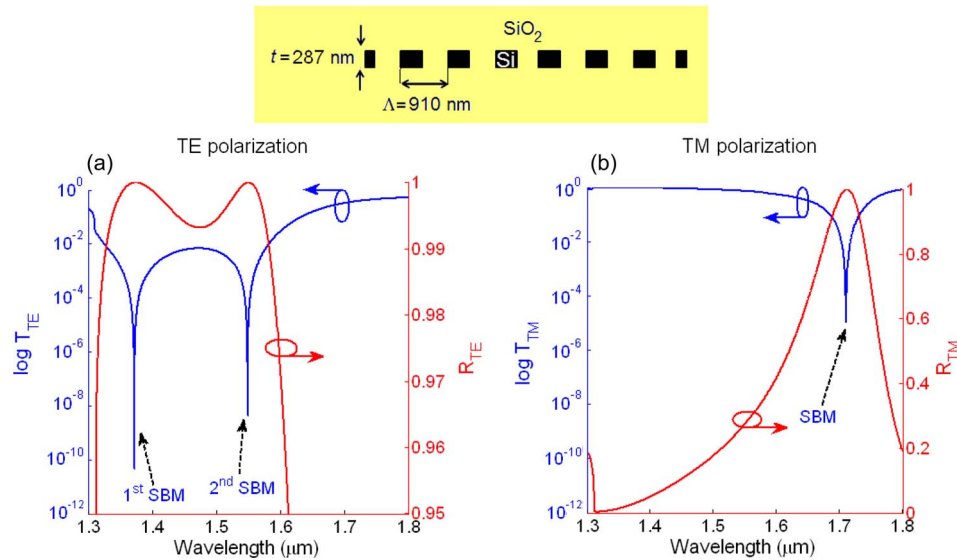 SiO₂
t = 287 nm
Si
Λ= 910 nm
TE polarization
TM polarization
(a)
10⁰
10⁻²
10⁻⁴
10⁻⁶
10⁻⁸
10⁻¹⁰
10⁻¹²
log T_TE
1
0.99
0.98
0.97
0.96
0.95
R_TE
1ˢᵗ SBM
2ⁿᵈ SBM
1.3 1.4 1.5 1.6 1.7 1.8
Wavelength (μm)
(b)
10⁰
10⁻²
10⁻⁴
10⁻⁶
10⁻⁸
10⁻¹⁰
10⁻¹²
log T_TM
1
0.8
0.6
0.4
0.2
0
R_TM
SBM
1.3 1.4 1.5 1.6 1.7 1.8
Wavelength (μm)